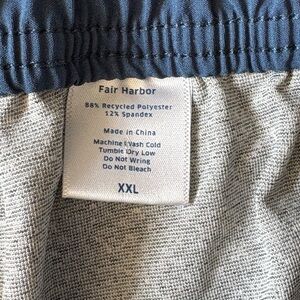 Fair Harbor
88% Recycled Polyester
12% Spandex
Made in China
Machine Wash Cold
Tumble Dry Low
Do Not Wring
Do Not Bleach
XXL